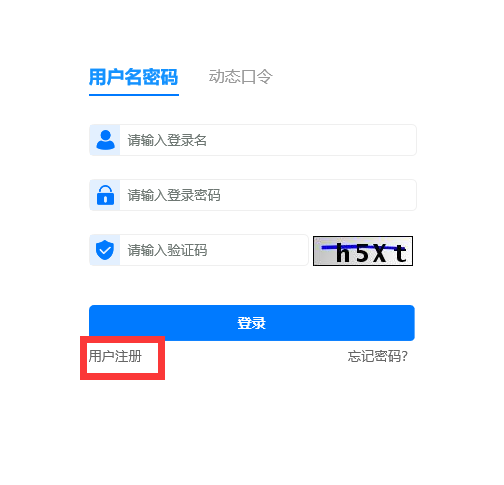 用户名密码 动态口令
请输入登录名
请输入登录密码
请输入验证码 h5Xt
登录
用户注册 忘记密码?